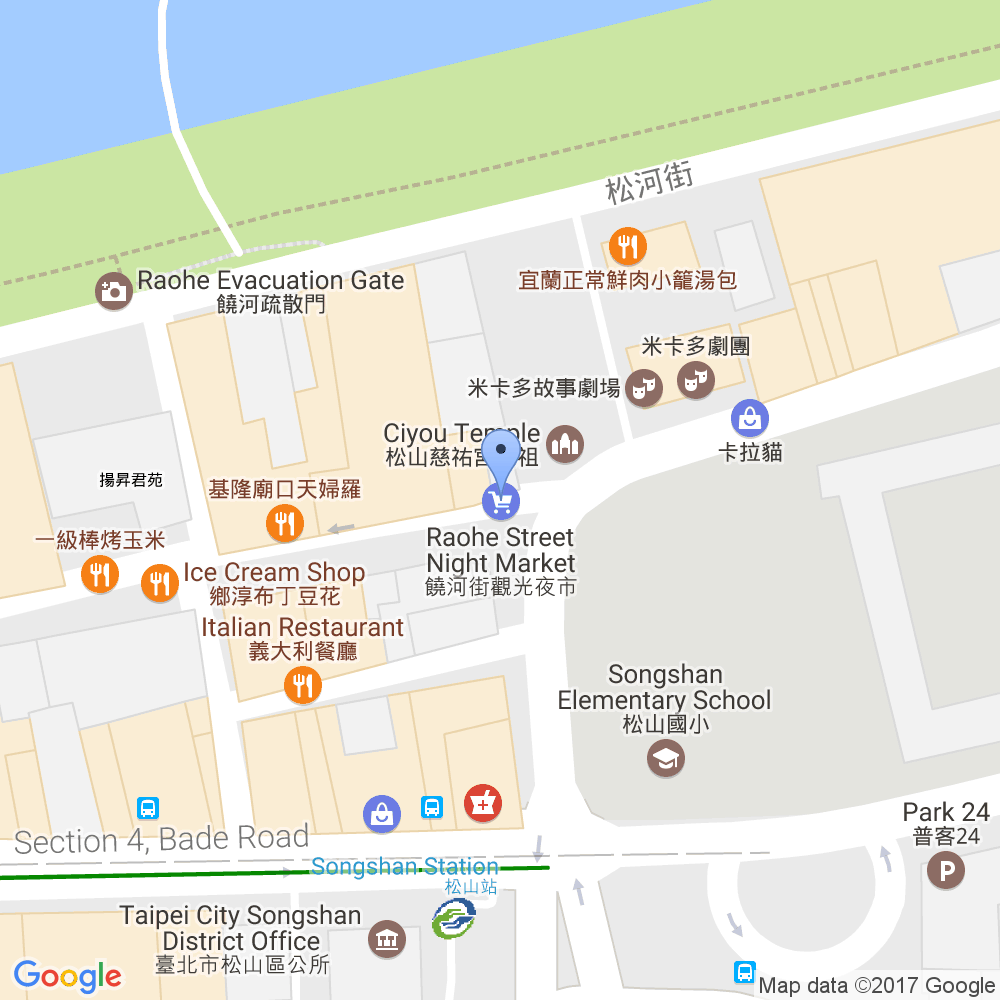 松河街
宜蘭正常鮮肉小籠湯包
Raohe Evacuation Gate
饒河疏散門
米卡多劇團
米卡多故事劇場
Ciyou Temple
松山慈祐宮 祖
卡拉貓
揚昇君苑
基隆廟口天婦羅
一級棒烤玉米
Raohe Street
Night Market
饒河街觀光夜市
Ice Cream Shop
鄉淳布丁豆花
Italian Restaurant
義大利餐廳
Songshan
Elementary School
松山國小
Section 4, Bade Road
Park 24
普客24
P
Songshan Station
松山站
Taipei City Songshan
District Office
臺北市松山區公所
Google
Map data ©2017 Google